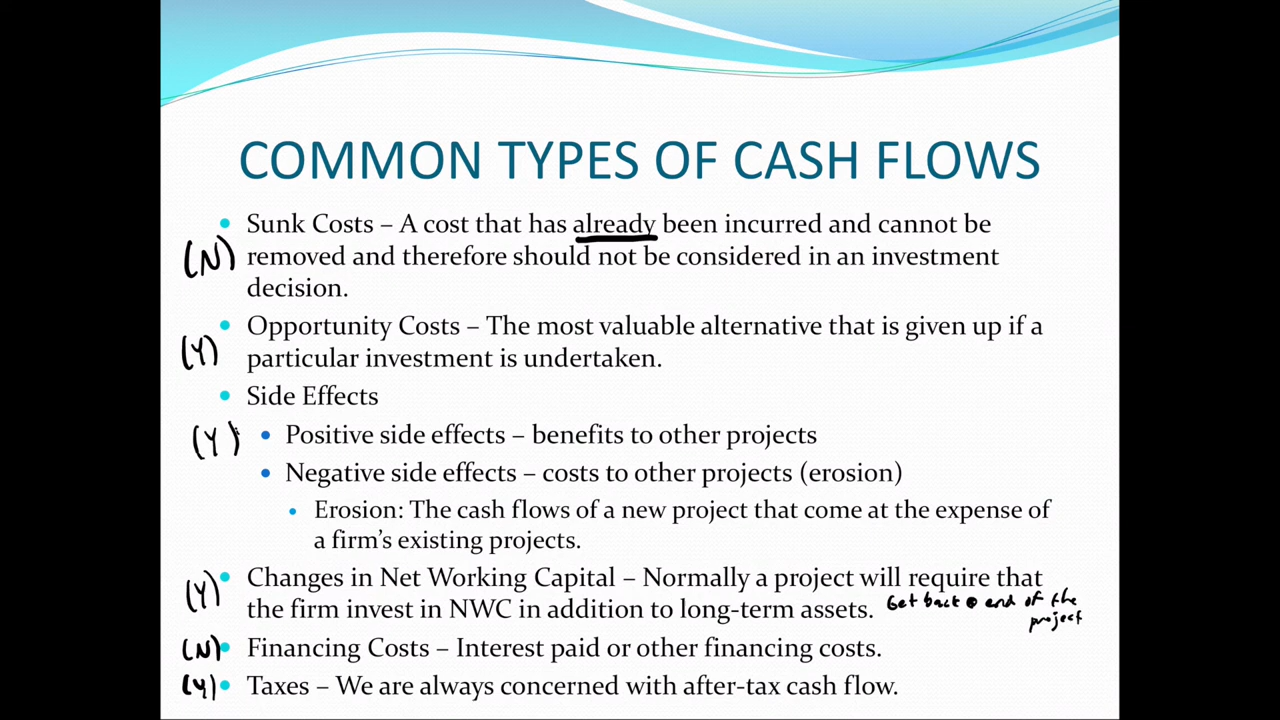 COMMON TYPES OF CASH FLOWS
• Sunk Costs – A cost that has already been incurred and cannot be
(N) removed and therefore should not be considered in an investment
decision.
• Opportunity Costs – The most valuable alternative that is given up if a
(Y) particular investment is undertaken.
• Side Effects
(Y) • Positive side effects – benefits to other projects
• Negative side effects – costs to other projects (erosion)
• Erosion: The cash flows of a new project that come at the expense of
a firm's existing projects.
(Y) • Changes in Net Working Capital – Normally a project will require that
the firm invest in NWC in addition to long-term assets. Get back @ end of the
project
(N) • Financing Costs – Interest paid or other financing costs.
(Y) • Taxes – We are always concerned with after-tax cash flow.